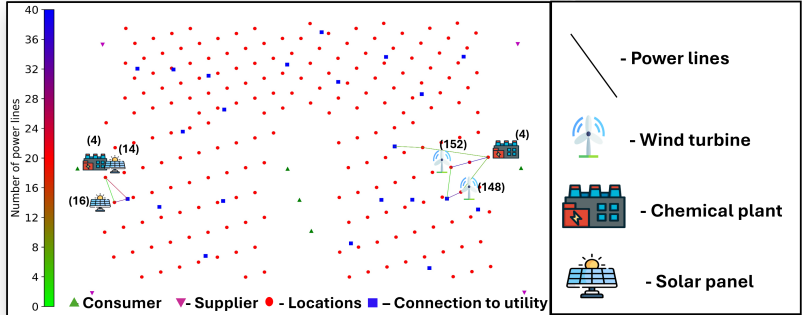 40
36
32
28
24
20
16
12
8
4
0
Number of power lines
(4)
(14)
(16)
(152)
(4)
(148)
Consumer - Supplier - Locations – Connection to utility
- Power lines
- Wind turbine
- Chemical plant
- Solar panel